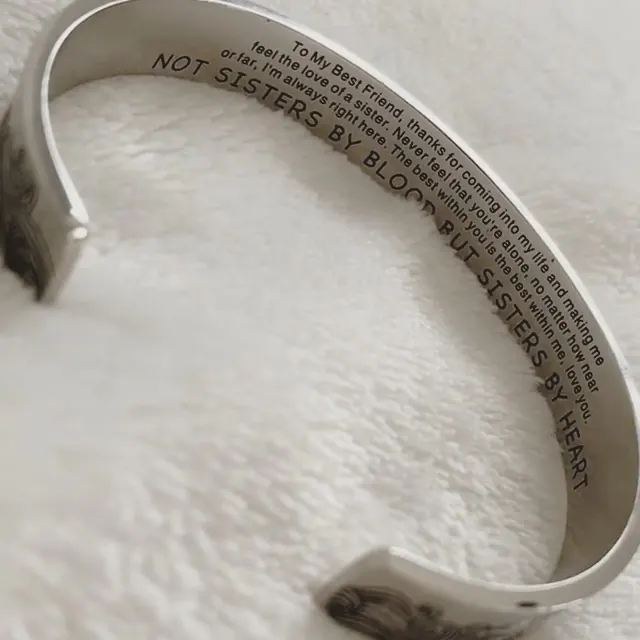 To My Best Friend, thanks for coming into my life and making me
feel the love of a sister. Never feel that you're alone, no matter how near
or far, I'm always right here. The best within you is the best within me, love you.
NOT SISTERS BY BLOOD BUT SISTERS BY HEART